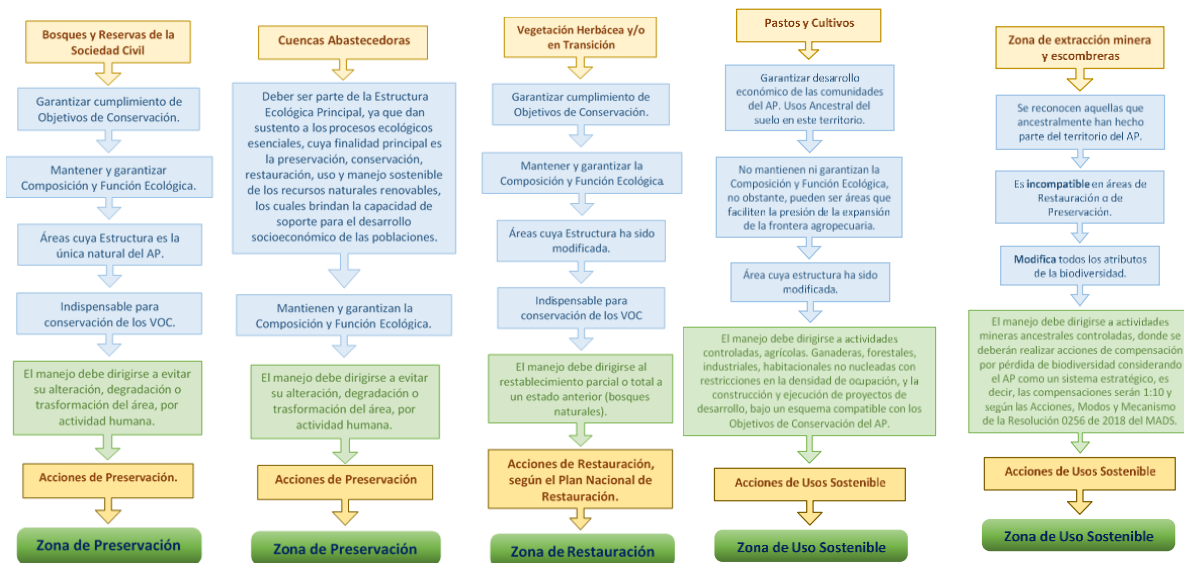 Bosques y Reservas de la
Sociedad Civil
Garantizar cumplimiento de
Objetivos de Conservación.
Mantener y garantizar
Composición y Función Ecológica.
Áreas cuya Estructura es la
única natural del AP.
Indispensable para
conservación de los VOC.
El manejo debe dirigirse a evitar
su alteración, degradación o
trasformación del área, por
actividad humana.
Acciones de Preservación.
Zona de Preservación
Cuencas Abastecedoras
Deber ser parte de la Estructura
Ecológica Principal, ya que dan
sustento a los procesos ecológicos
esenciales, cuya finalidad principal es
la preservación, conservación,
restauración, uso y manejo sostenible
de los recursos naturales renovables,
los cuales brindan la capacidad de
soporte para el desarrollo
socioeconómico de las poblaciones.
Mantienen y garantizan la
Composición y Función Ecológica.
El manejo debe dirigirse a evitar
su alteración, degradación o
trasformación del área, por
actividad humana.
Acciones de Preservación
Zona de Preservación
Vegetación Herbácea y/o
en Transición
Garantizar cumplimiento de
Objetivos de Conservación.
Mantener y garantizar la
Composición y Función Ecológica.
Áreas cuya Estructura ha sido
modificada.
Indispensable para
conservación de los VOC
El manejo debe dirigirse al
restablecimiento parcial o total a
un estado anterior (bosques
naturales).
Acciones de Restauración,
según el Plan Nacional de
Restauración.
Zona de Restauración
Pastos y Cultivos
Garantizar desarrollo
económico de las comunidades
del AP. Usos Ancestral del
suelo en este territorio.
No mantienen ni garantizan la
Composición y Función Ecológica,
no obstante, pueden ser áreas que
faciliten la presión de la expansión
de la frontera agropecuaria.
Área cuya estructura ha sido
modificada.
El manejo debe dirigirse a actividades
controladas, agrícolas. Ganaderas, forestales,
industriales, habitacionales no nucleadas con
restricciones en la densidad de ocupación, y la
construcción y ejecución de proyectos de
desarrollo, bajo un esquema compatible con los
Objetivos de Conservación del AP.
Acciones de Usos Sostenible
Zona de Uso Sostenible
Zona de extracción minera
y escombreras
Se reconocen aquellas que
ancestralmente han hecho
parte del territorio del AP.
Es incompatible en áreas de
Restauración o de
Preservación.
Modifica todos los atributos
de la biodiversidad.
El manejo debe dirigirse a actividades
mineras ancestrales controladas, donde se
deberán realizar acciones de compensación
por pérdida de biodiversidad considerando
el AP como un sistema estratégico, es
decir, las compensaciones serán 1:10 y
según las Acciones, Modos y Mecanismo
de la Resolución 0256 de 2018 del MADS.
Acciones de Usos Sostenible
Zona de Uso Sostenible